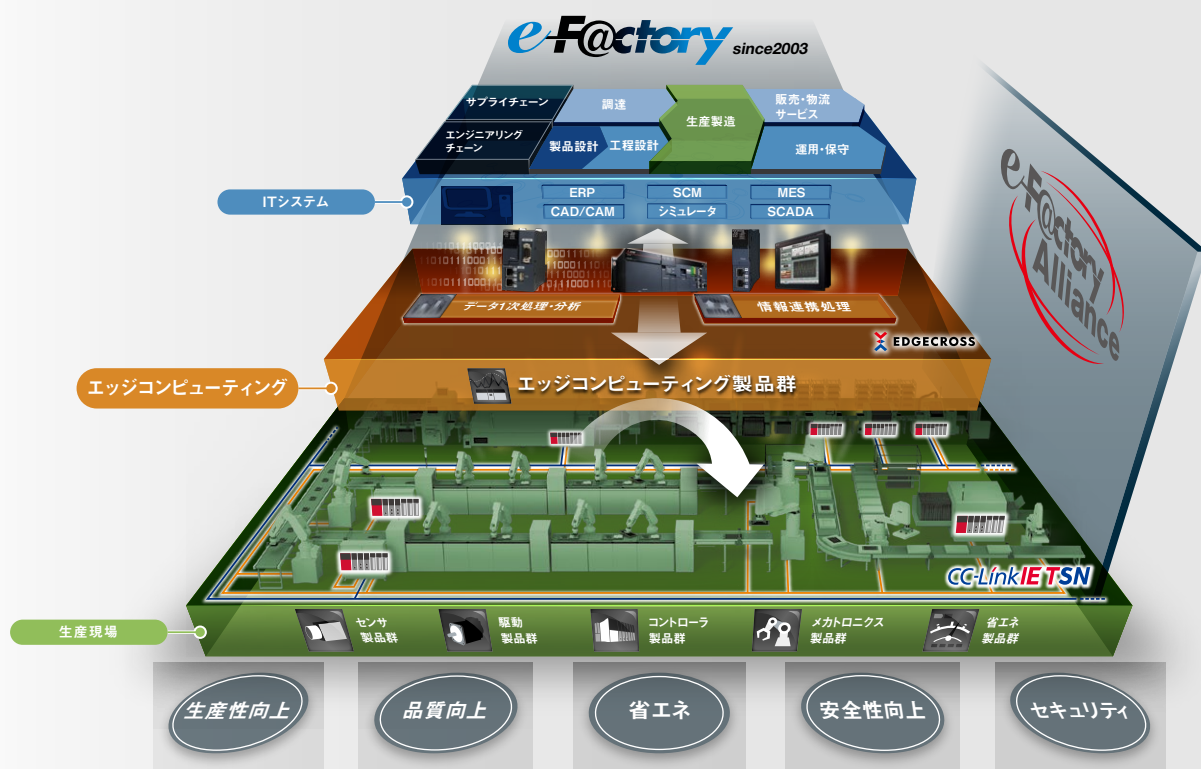 e-F@ctory since2003
サプライチェーン
調達
生産製造
販売・物流
サービス
エンジニアリング
チェーン
製品設計
工程設計
運用・保守
ITシステム
ERP
SCM
MES
CAD/CAM
シミュレータ
SCADA
e-F@ctory
Alliance
データ1次処理・分析
情報連携処理
EDGECROSS
エッジコンピューティング
エッジコンピューティング製品群
CC-Link IE TSN
生産現場
センサ
製品群
駆動
製品群
コントローラ
製品群
メカトロニクス
製品群
省エネ
製品群
生産性向上
品質向上
省エネ
安全性向上
セキュリティ